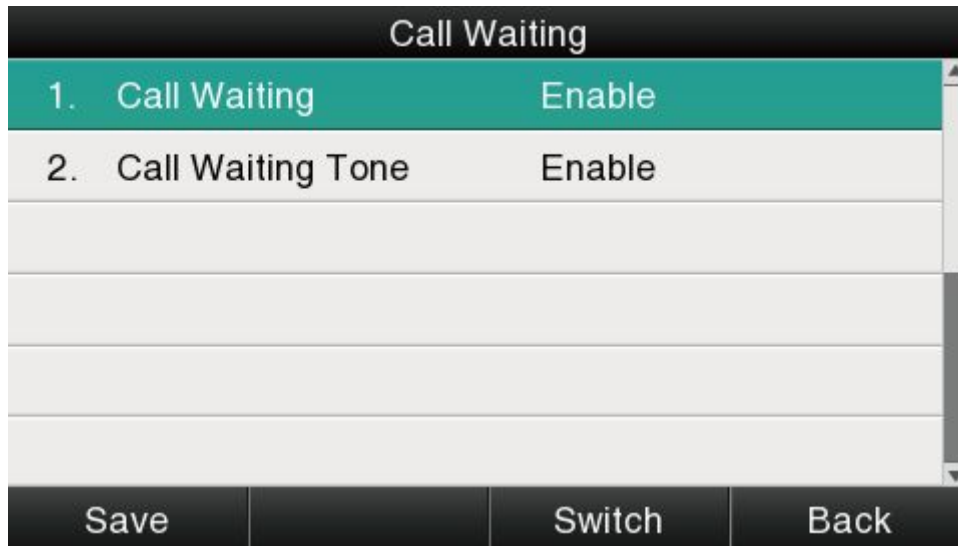 Call Waiting
1. Call Waiting Enable
2. Call Waiting Tone Enable
Save Switch Back